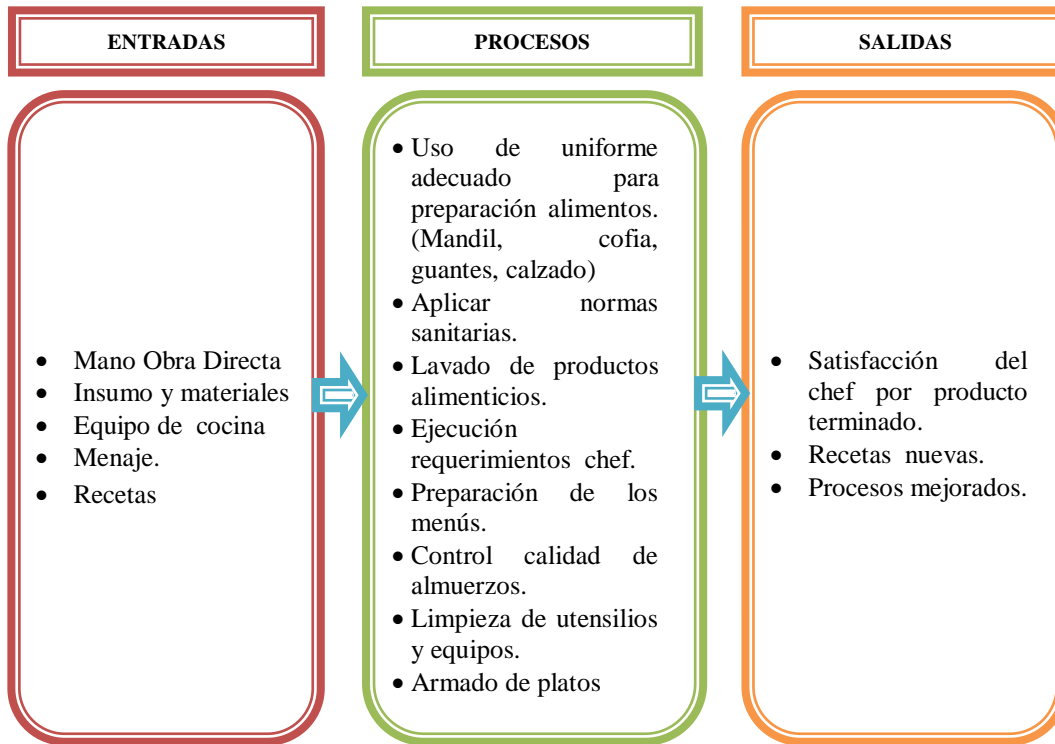 ENTRADAS
PROCESOS
SALIDAS
• Mano Obra Directa
• Insumo y materiales
• Equipo de cocina
• Menaje.
• Recetas
• Uso de uniforme
adecuado para
preparación alimentos.
(Mandil, cofia,
guantes, calzado)
• Aplicar normas
sanitarias.
• Lavado de productos
alimenticios.
• Ejecución
requerimientos chef.
• Preparación de los
menús.
• Control calidad de
almuerzos.
• Limpieza de utensilios
y equipos.
• Armado de platos
• Satisfacción del
chef por producto
terminado.
• Recetas nuevas.
• Procesos mejorados.